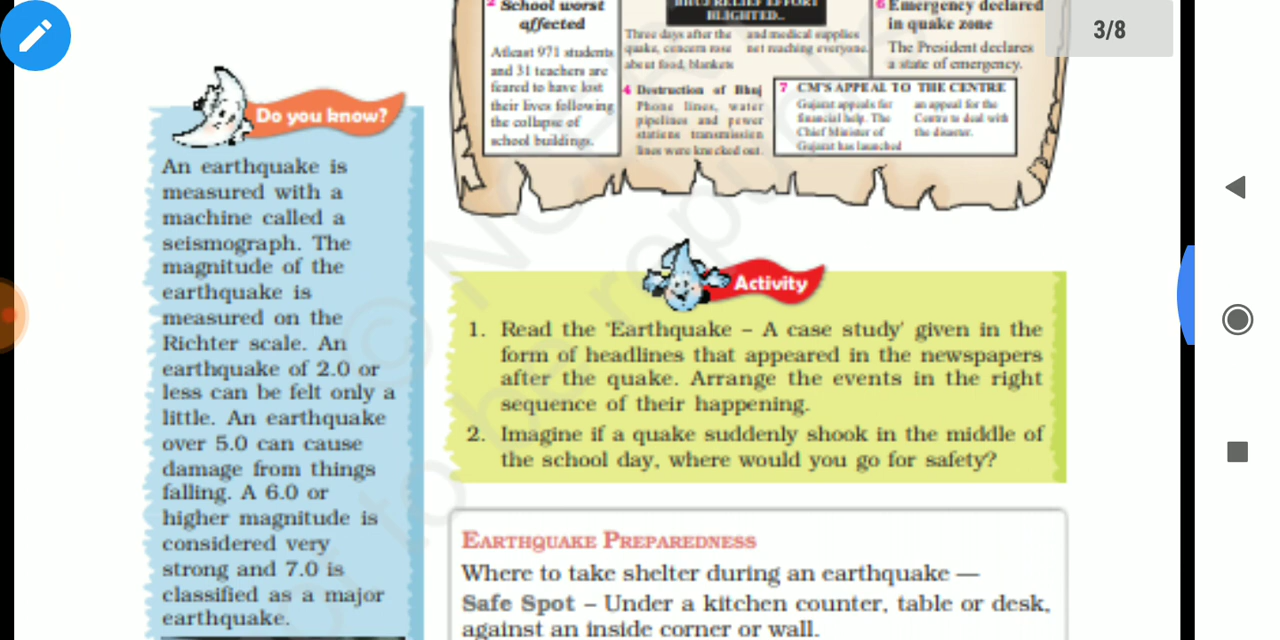 School worst
affected
Atleast 971 students
and 31 teachers are
feared to have lost
their lives following
the collapse of
school buildings.
BLIGHTED..
Three days after the
quake, concern rose
about food, blankets
and medical supplies
not reaching everyone.
4 Destruction of Bhuj
Phone lines, water
pipelines and power
stations transmission
lines were knocked out.
6 Emergency declared
in quake zone
The President declares
a state of emergency.
7 CM'S APPEAL TO THE CENTRE
Gujarat appeals for
financial help. The
Chief Minister of
Gujarat has launched
an appeal for the
Centre to deal with
the disaster.
3/8
Do you know?
An earthquake is
measured with a
machine called a
seismograph. The
magnitude of the
earthquake is
measured on the
Richter scale. An
earthquake of 2.0 or
less can be felt only a
little. An earthquake
over 5.0 can cause
damage from things
falling. A 6.0 or
higher magnitude is
considered very
strong and 7.0 is
classified as a major
earthquake.
Activity
1. Read the 'Earthquake – A case study' given in the
form of headlines that appeared in the newspapers
after the quake. Arrange the events in the right
sequence of their happening.
2. Imagine if a quake suddenly shook in the middle of
the school day, where would you go for safety?
EARTHQUAKE PREPAREDNESS
Where to take shelter during an earthquake —
Safe Spot – Under a kitchen counter, table or desk,
against an inside corner or wall.